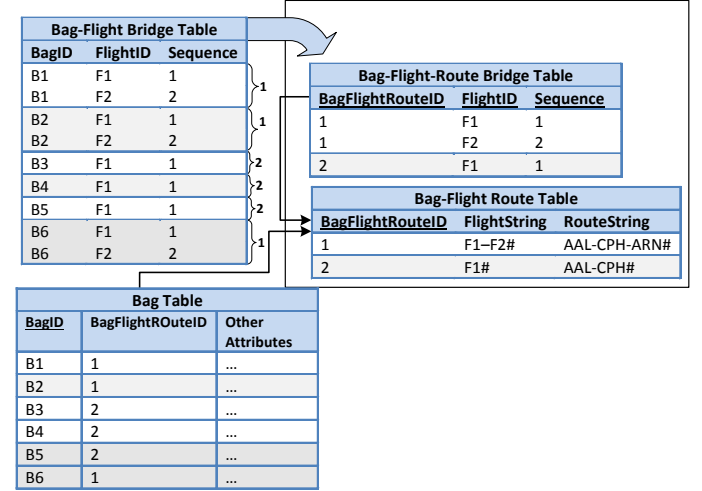 Bag-Flight Bridge Table
BagID FlightID Sequence
B1 F1 1
B1 F2 2
1
B2 F1 1
B2 F2 2
1
B3 F1 1
2
B4 F1 1
2
B5 F1 1
2
B6 F1 1
B6 F2 2
1
Bag-Flight-Route Bridge Table
BagFlightRouteID FlightID Sequence
1 F1 1
1 F2 2
2 F1 1
Bag-Flight Route Table
BagFlightRouteID FlightString RouteString
1 F1–F2# AAL-CPH-ARN#
2 F1# AAL-CPH#
Bag Table
BagID BagFlightROuteID Other
Attributes
B1 1 ...
B2 1 ...
B3 2 ...
B4 2 ...
B5 2 ...
B6 1 ...